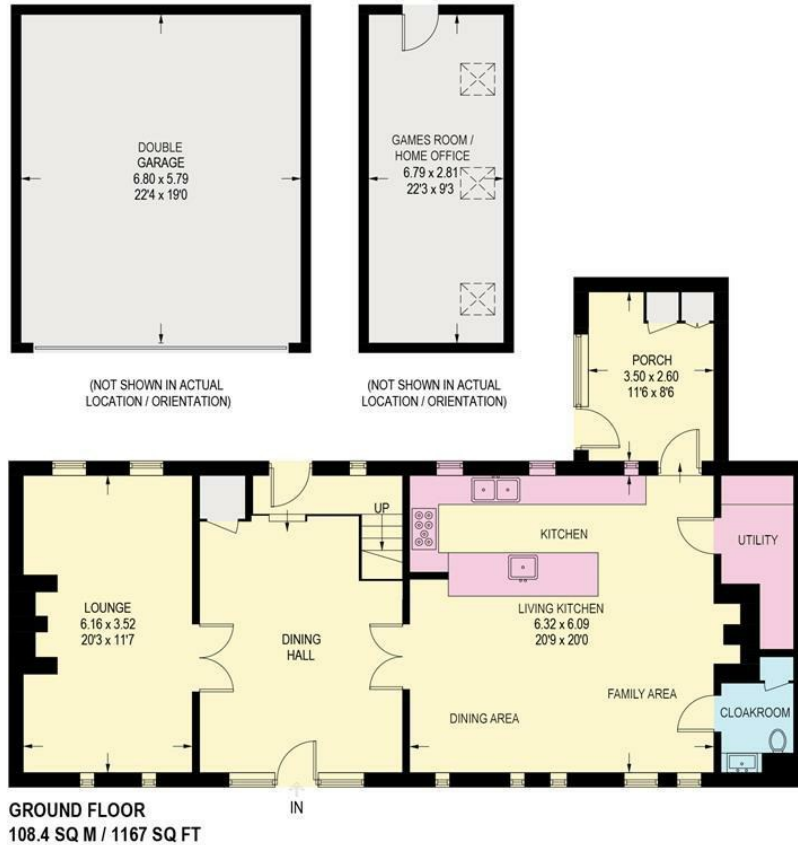 DOUBLE
GARAGE
6.80 x 5.79
22'4 x 19'0
GAMES ROOM /
HOME OFFICE
6.79 x 2.81
22'3 x 9'3
(NOT SHOWN IN ACTUAL
LOCATION / ORIENTATION)
(NOT SHOWN IN ACTUAL
LOCATION / ORIENTATION)
PORCH
3.50 x 2.60
11'6 x 8'6
UP
KITCHEN
UTILITY
LOUNGE
6.16 x 3.52
20'3 x 11'7
DINING
HALL
LIVING KITCHEN
6.32 x 6.09
20'9 x 20'0
FAMILY AREA
DINING AREA
CLOAKROOM
IN
GROUND FLOOR
108.4 SQ M / 1167 SQ FT